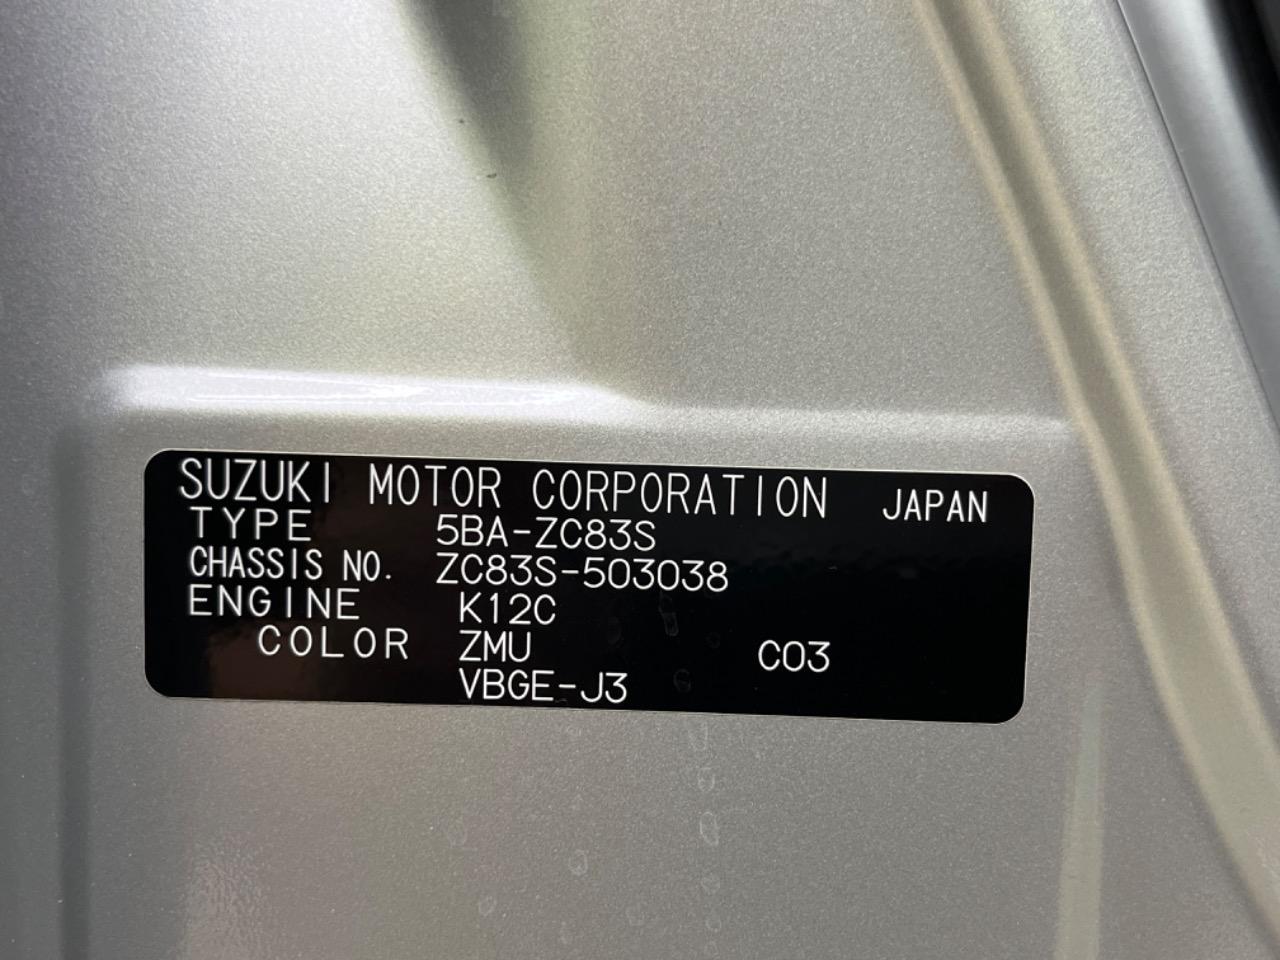 SUZUKI MOTOR CORPORATION JAPAN
TYPE 5BA-ZC83S
CHASSIS NO. ZC83S-503038
ENGINE K12C
COLOR ZMU C03
VBGE-J3